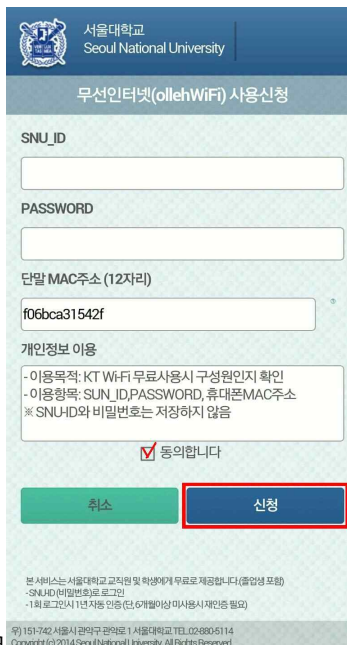 서울대학교
Seoul National University
무선인터넷(ollehWiFi) 사용신청
SNU_ID
PASSWORD
단말 MAC주소 (12자리)
f06bca31542f
개인정보 이용
- 이용목적: KT Wi-Fi 무료사용시 구성원인지 확인
- 이용항목: SUN_ID,PASSWORD, 휴대폰MAC주소
※ SNU-ID와 비밀번호는 저장하지 않음
동의합니다
취소
신청
본 서비스는 서울대학교 교직원 및 학생에게 무료로 제공합니다.(졸업생 포함)
- SNU-ID (비밀번호)로 로그인
- 1회 로그인시 1년 자동 인증 (단, 6개월이상 미사용시 재인증 필요)
우) 151-742 서울시 관악구 관악로 1 서울대학교 TEL.02-880-5114
Copyright (c) 2014 Seoul National University. All Rights Reserved.